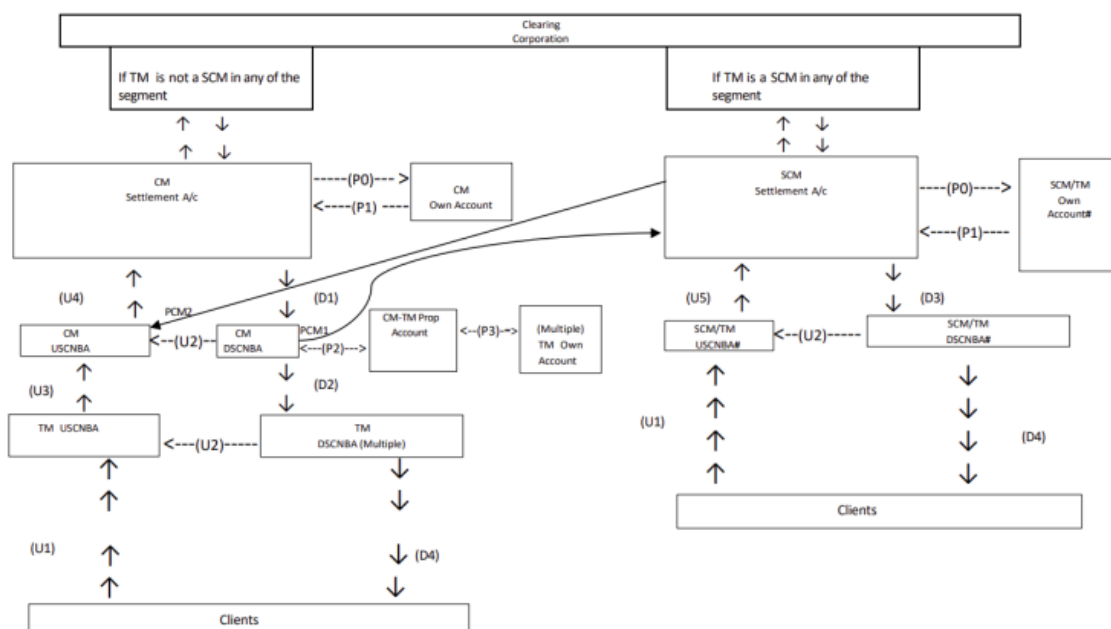 Clearing
Corporation
If TM is not a SCM in any of the
segment
If TM is a SCM in any of the
segment
CM
Settlement A/c
----(P0)---->
<----(P1)----
CM
Own Account
SCM
Settlement A/c
----(P0)---->
<----(P1)----
SCM/TM
Own
Account#
(U4)
(D1)
(U5)
(D3)
PCM2
CM
USCNBA
<--(U2)--
CM
DSCNBA
PCM1
<--(P2)-->
CM-TM Prop
Account
<--(P3)-->
(Multiple)
TM Own
Account
SCM/TM
USCNBA#
<---(U2)----
SCM/TM
DSCNBA#
(U3)
(D2)
TM USCNBA
<---(U2)----
TM
DSCNBA (Multiple)
(U1)
(D4)
Clients
(U1)
(D4)
Clients